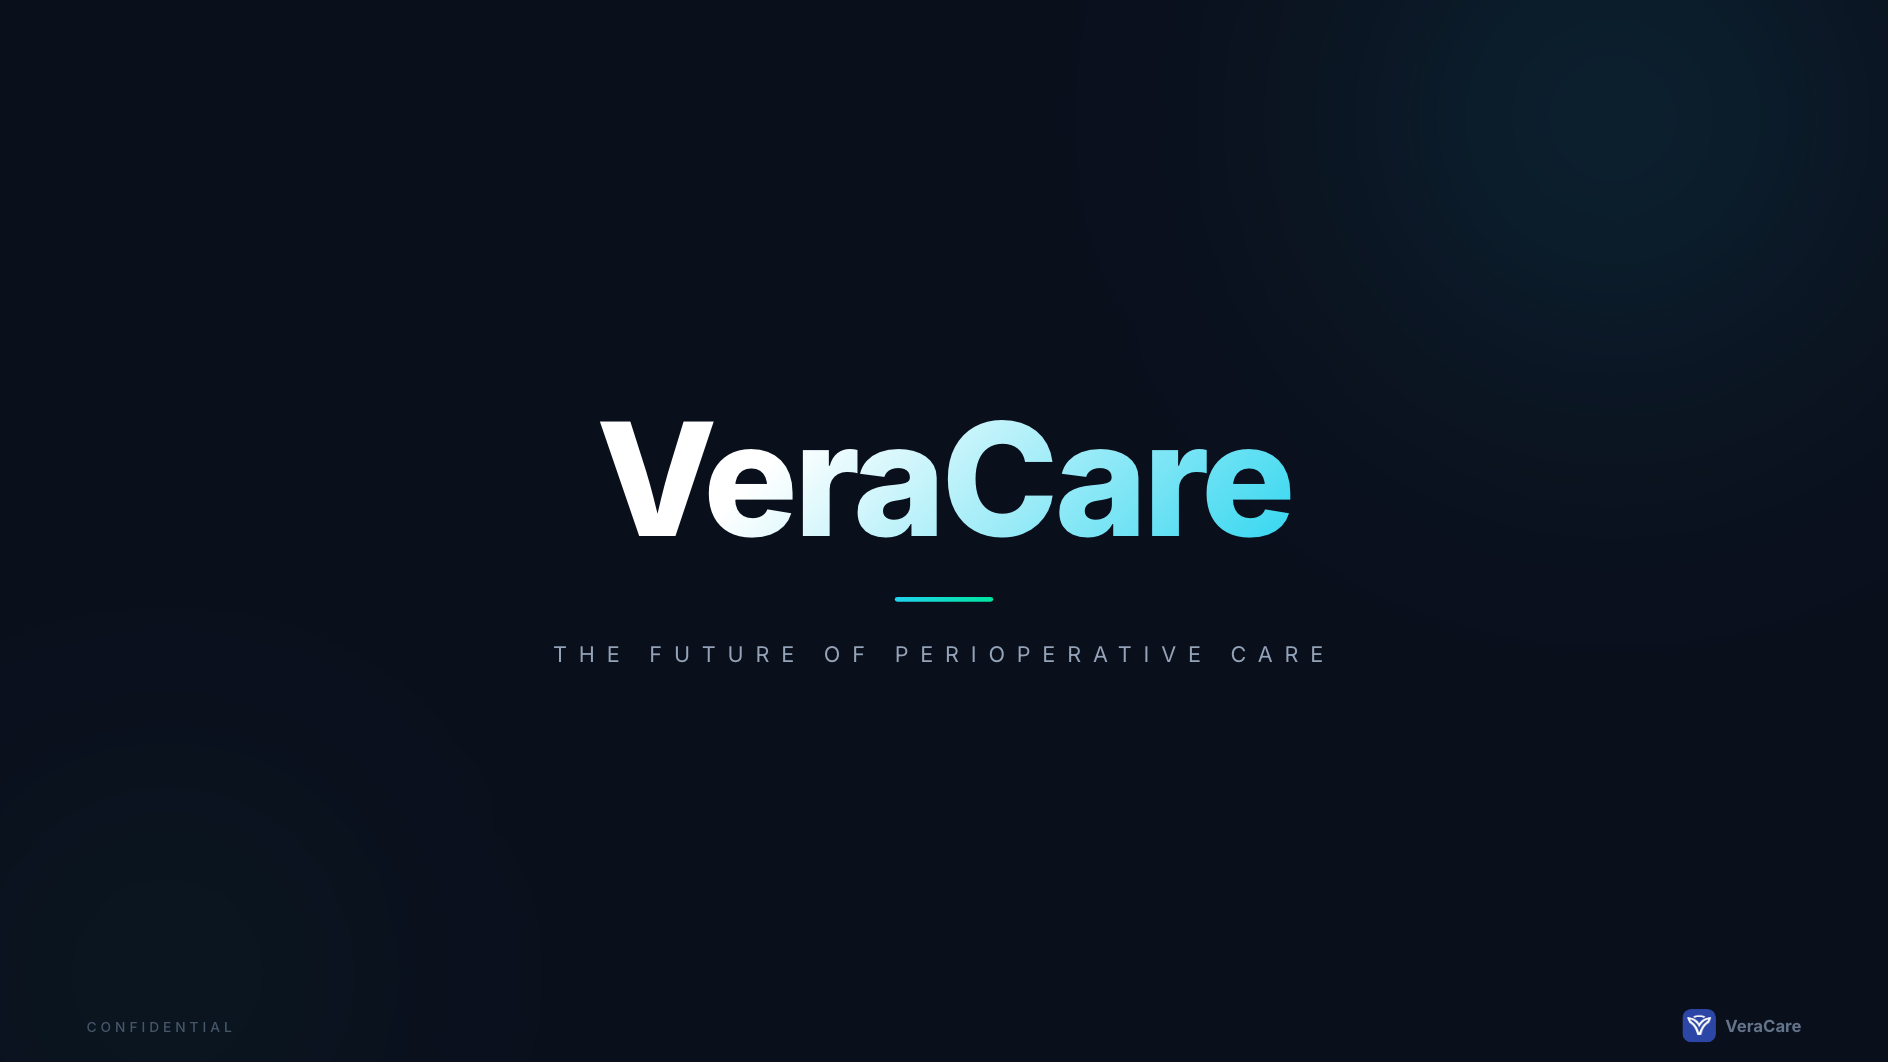 VeraCare
THE FUTURE OF PERIOPERATIVE CARE
CONFIDENTIAL
VeraCare